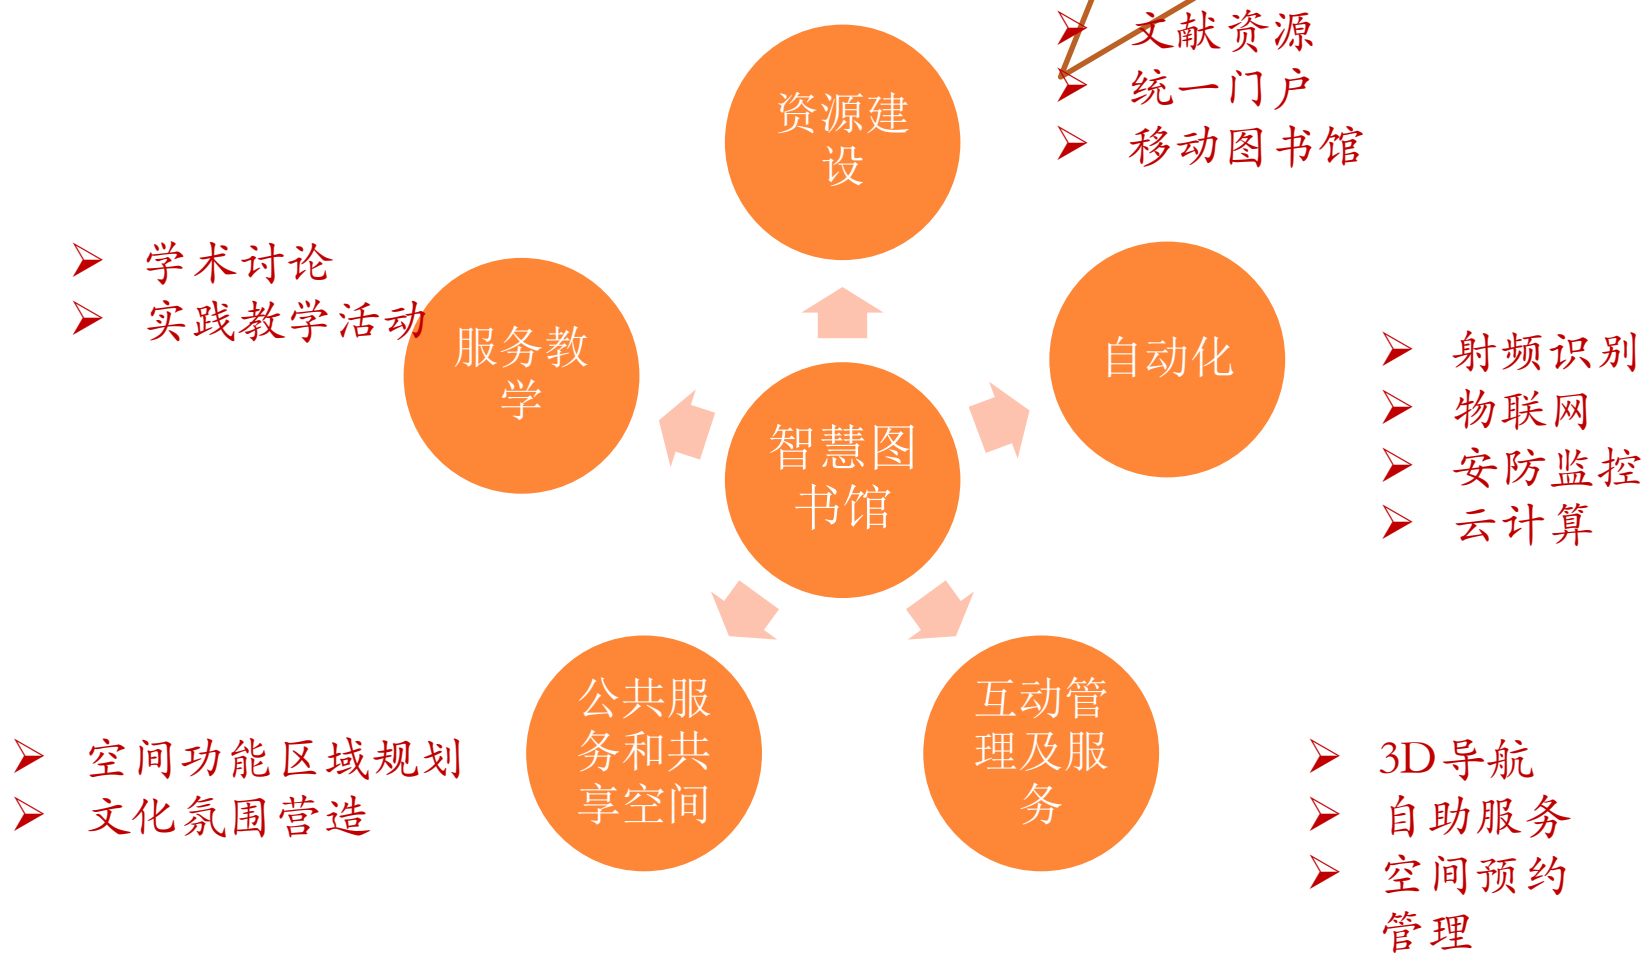 文献资源
统一门户
移动图书馆
资源建
设
学术讨论
实践教学活动
服务教
学
自动化
射频识别
物联网
安防监控
云计算
智慧图
书馆
公共服
务和共
享空间
空间功能区域规划
文化氛围营造
互动管
理及服
务
3D导航
自助服务
空间预约
管理